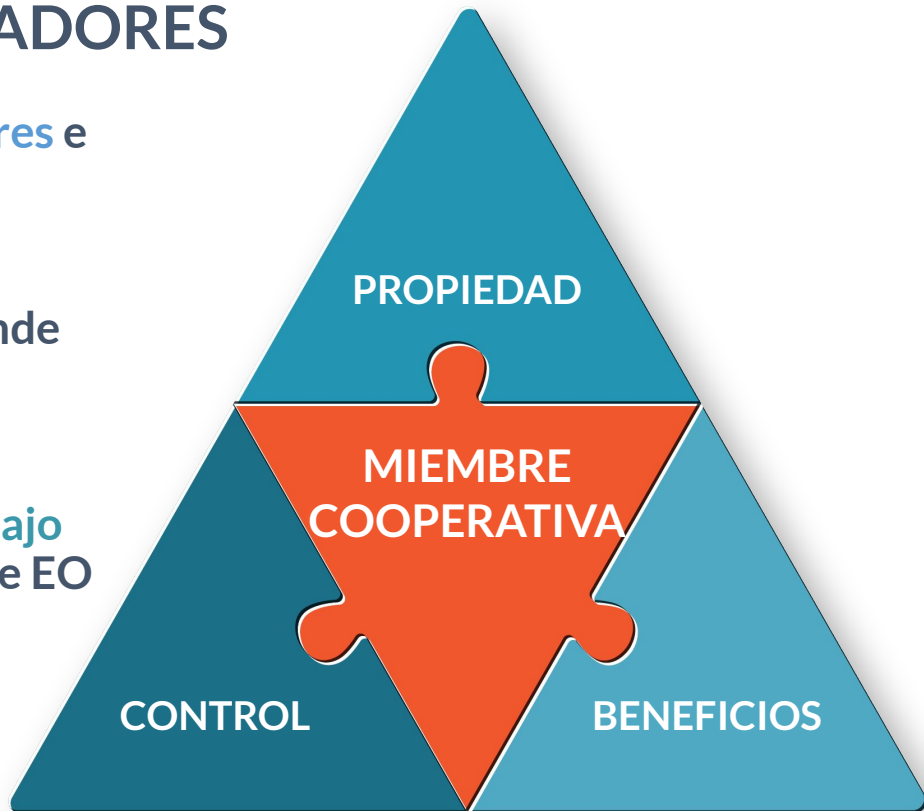 ADORES
res e
nde
ajo
e EO
PROPIEDAD
MIEMBRE
COOPERATIVA
CONTROL
BENEFICIOS